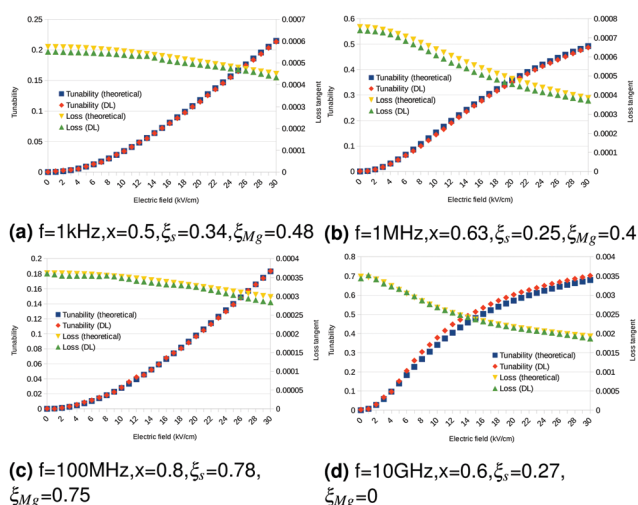 0.25
0.2
0.15
0.1
0.05
0
Tunability
0.0007
0.0006
0.0005
0.0004
0.0003
0.0002
0.0001
0
Loss tangent
Tunability (theoretical)
Tunability (DL)
Loss (theoretical)
Loss (DL)
0 2 4 6 8 10 12 14 16 18 20 22 24 26 28 30
Electric field (kV/cm)
(a) f=1kHz,x=0.5,ξs=0.34,ξMg=0.48
0.6
0.5
0.4
0.3
0.2
0.1
0
Tunability
0.0008
0.0007
0.0006
0.0005
0.0004
0.0003
0.0002
0.0001
0
Loss tangent
Tunability (theoretical)
Tunability (DL)
Loss (theoretical)
Loss (DL)
0 2 4 6 8 10 12 14 16 18 20 22 24 26 28 30
Electric field (kV/cm)
(b) f=1MHz,x=0.63,ξs=0.25,ξMg=0.4
0.2
0.18
0.16
0.14
0.12
0.1
0.08
0.06
0.04
0.02
0
Tunability
0.0004
0.00035
0.0003
0.00025
0.0002
0.00015
0.0001
0.00005
0
Loss tangent
Tunability (theoretical)
Tunability (DL)
Loss (theoretical)
Loss (DL)
0 2 4 6 8 10 12 14 16 18 20 22 24 26 28 30
Electric field (kV/cm)
(c) f=100MHz,x=0.8,ξs=0.78,
ξMg=0.75
0.8
0.7
0.6
0.5
0.4
0.3
0.2
0.1
0
Tunability
0.004
0.0035
0.003
0.0025
0.002
0.0015
0.001
0.0005
0
Loss tangent
Tunability (theoretical)
Tunability (DL)
Loss (theoretical)
Loss (DL)
0 2 4 6 8 10 12 14 16 18 20 22 24 26 28 30
Electric field (kV/cm)
(d) f=10GHz,x=0.6,ξs=0.27,
ξMg=0